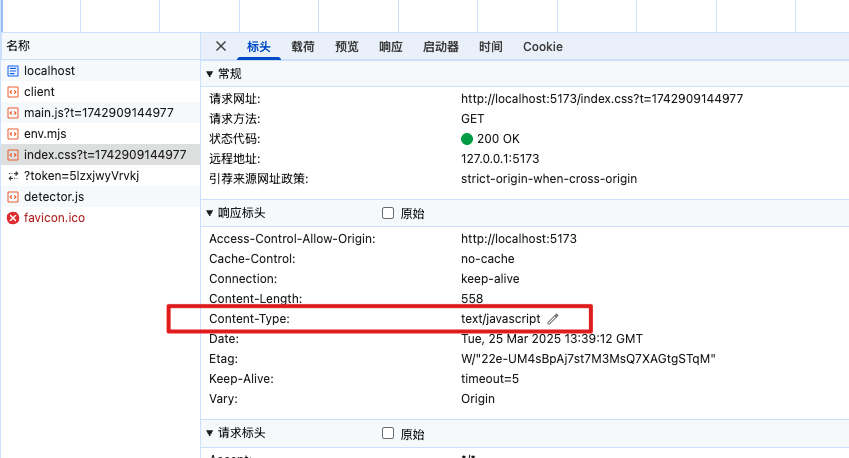 名称
localhost
client
main.js?t=1742909144977
env.mjs
index.css?t=1742909144977
?token=5lzxjwyVrvkj
detector.js
favicon.ico
标头 载荷 预览 响应 启动器 时间 Cookie
常规
请求网址: http://localhost:5173/index.css?t=1742909144977
请求方法: GET
状态代码: 200 OK
远程地址: 127.0.0.1:5173
引荐来源网址政策: strict-origin-when-cross-origin
响应标头 原始
Access-Control-Allow-Origin: http://localhost:5173
Cache-Control: no-cache
Connection: keep-alive
Content-Length: 558
Content-Type: text/javascript
Date: Tue, 25 Mar 2025 13:39:12 GMT
Etag: W/"22e-UM4sBpAj7st7M3MsQ7XAGtgSTqM"
Keep-Alive: timeout=5
Vary: Origin
请求标头 原始
Accept: */*